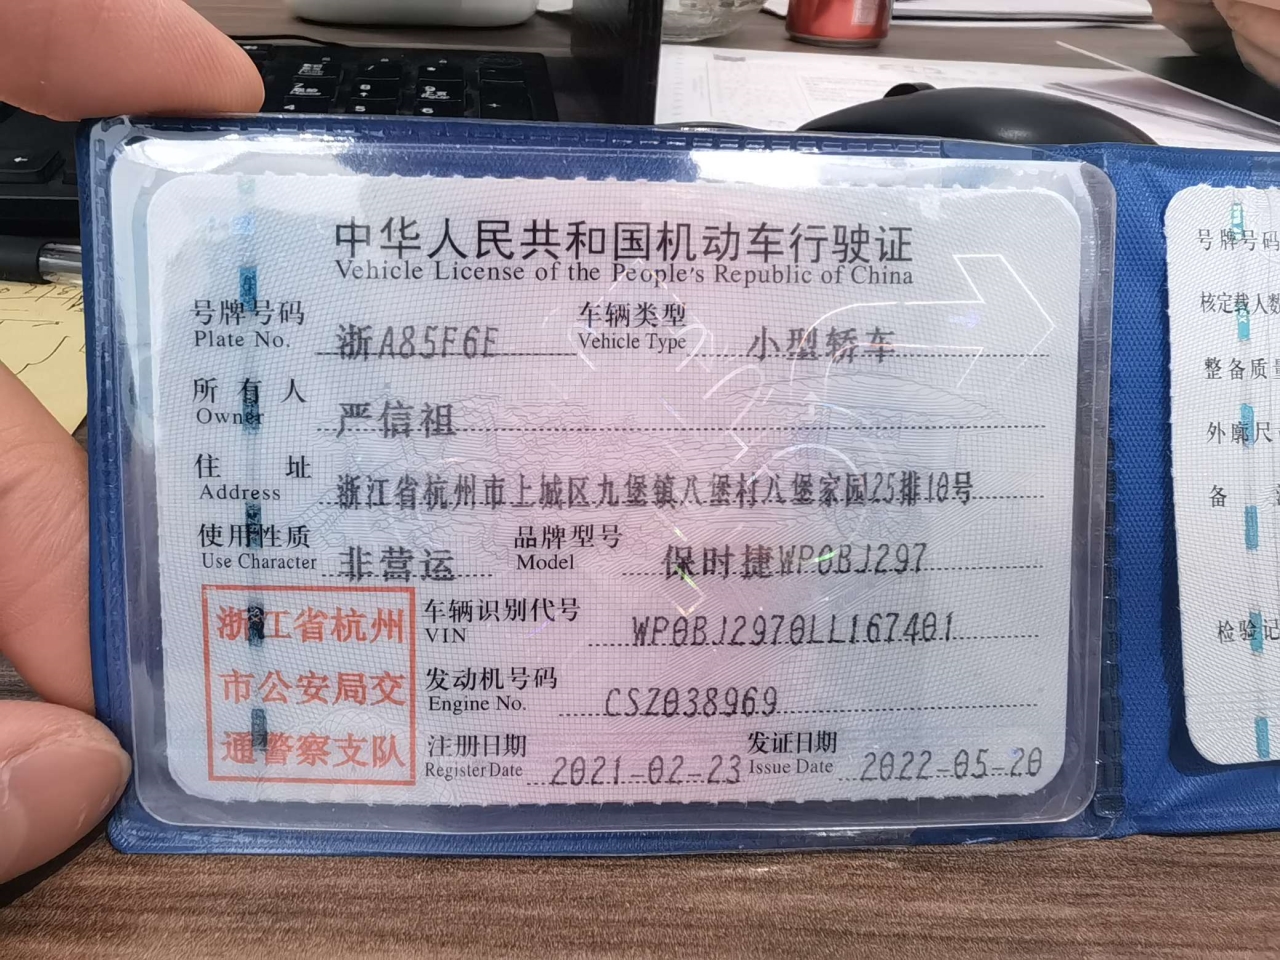 中华人民共和国机动车行驶证
Vehicle License of the People's Republic of China
号牌号码 浙A85F6E 车辆类型 小型轿车
Plate No. Vehicle Type
所有人 严信祖
Owner
住址 浙江省杭州市上城区九堡镇八堡村八堡家园25排10号
Address
使用性质 非营运 品牌型号 保时捷WP0BJ297
Use Character Model
浙江省杭州
市公安局交
通警察支队
车辆识别代号 WP0BJ2970LL167401
VIN
发动机号码 CSZ038969
Engine No.
注册日期 2021-02-23 发证日期 2022-05-20
Register Date Issue Date
号牌号码
核定载人数
整备质量
外廓尺
备
检验记